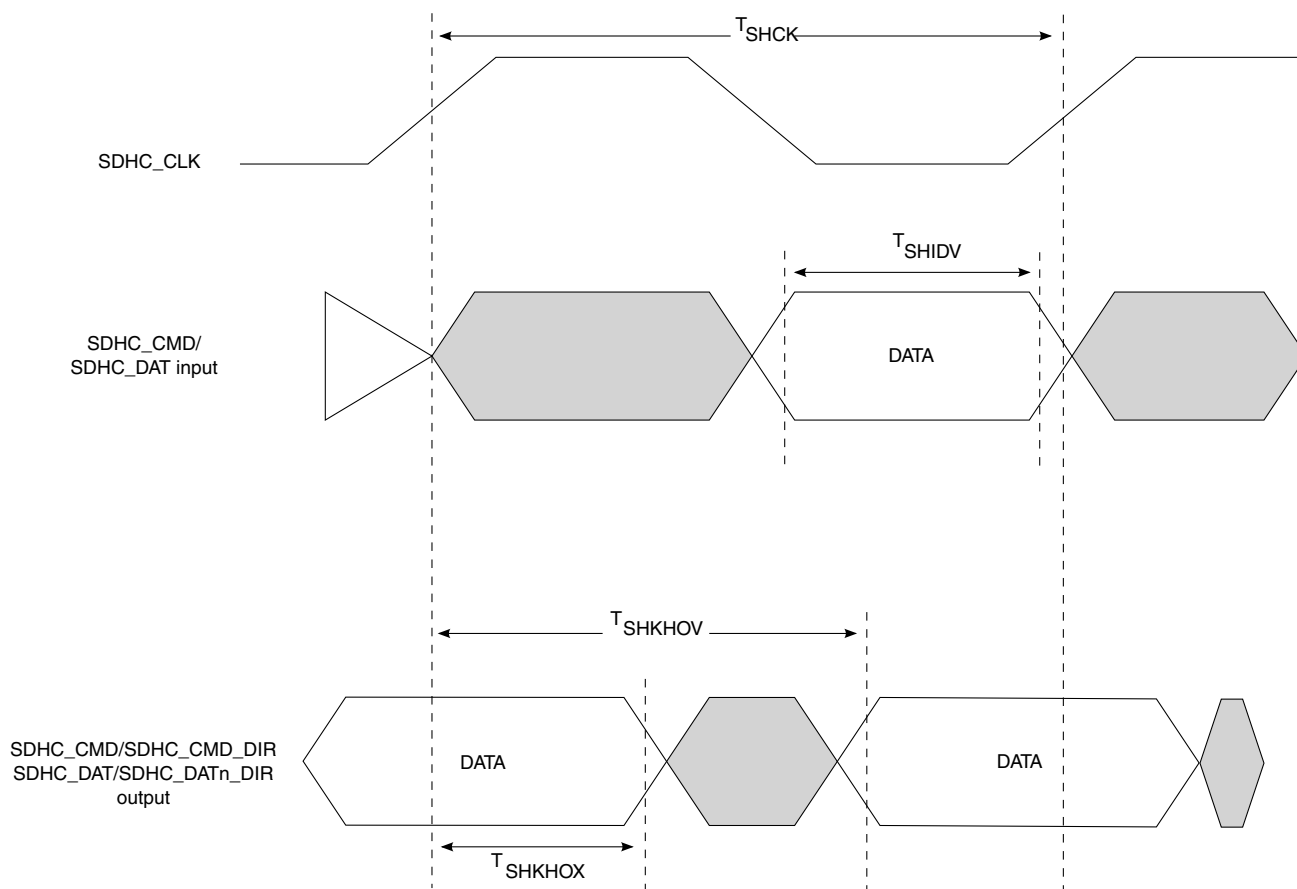 TSHCK
SDHC_CLK
TSHIDV
SDHC_CMD/
SDHC_DAT input
DATA
TSHKHOV
SDHC_CMD/SDHC_CMD_DIR
SDHC_DAT/SDHC_DATn_DIR
output
DATA
DATA
TSHKHOX